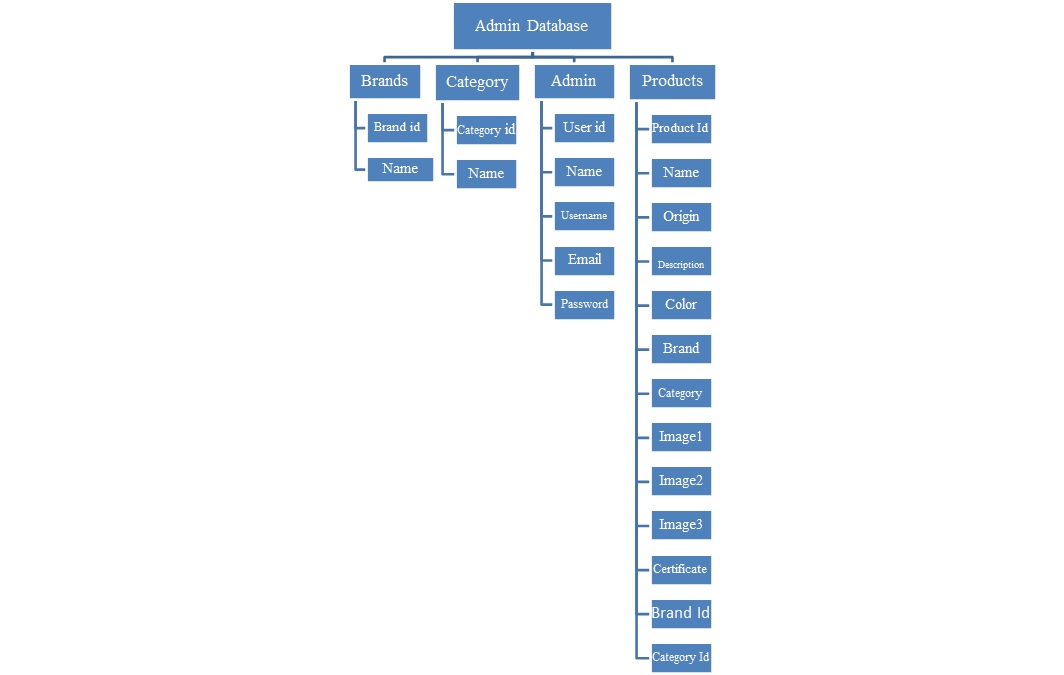 Admin Database
Brands
Brand id
Name
Category
Category id
Name
Admin
User id
Name
Username
Email
Password
Products
Product Id
Name
Origin
Description
Color
Brand
Category
Image1
Image2
Image3
Certificate
Brand Id
Category Id